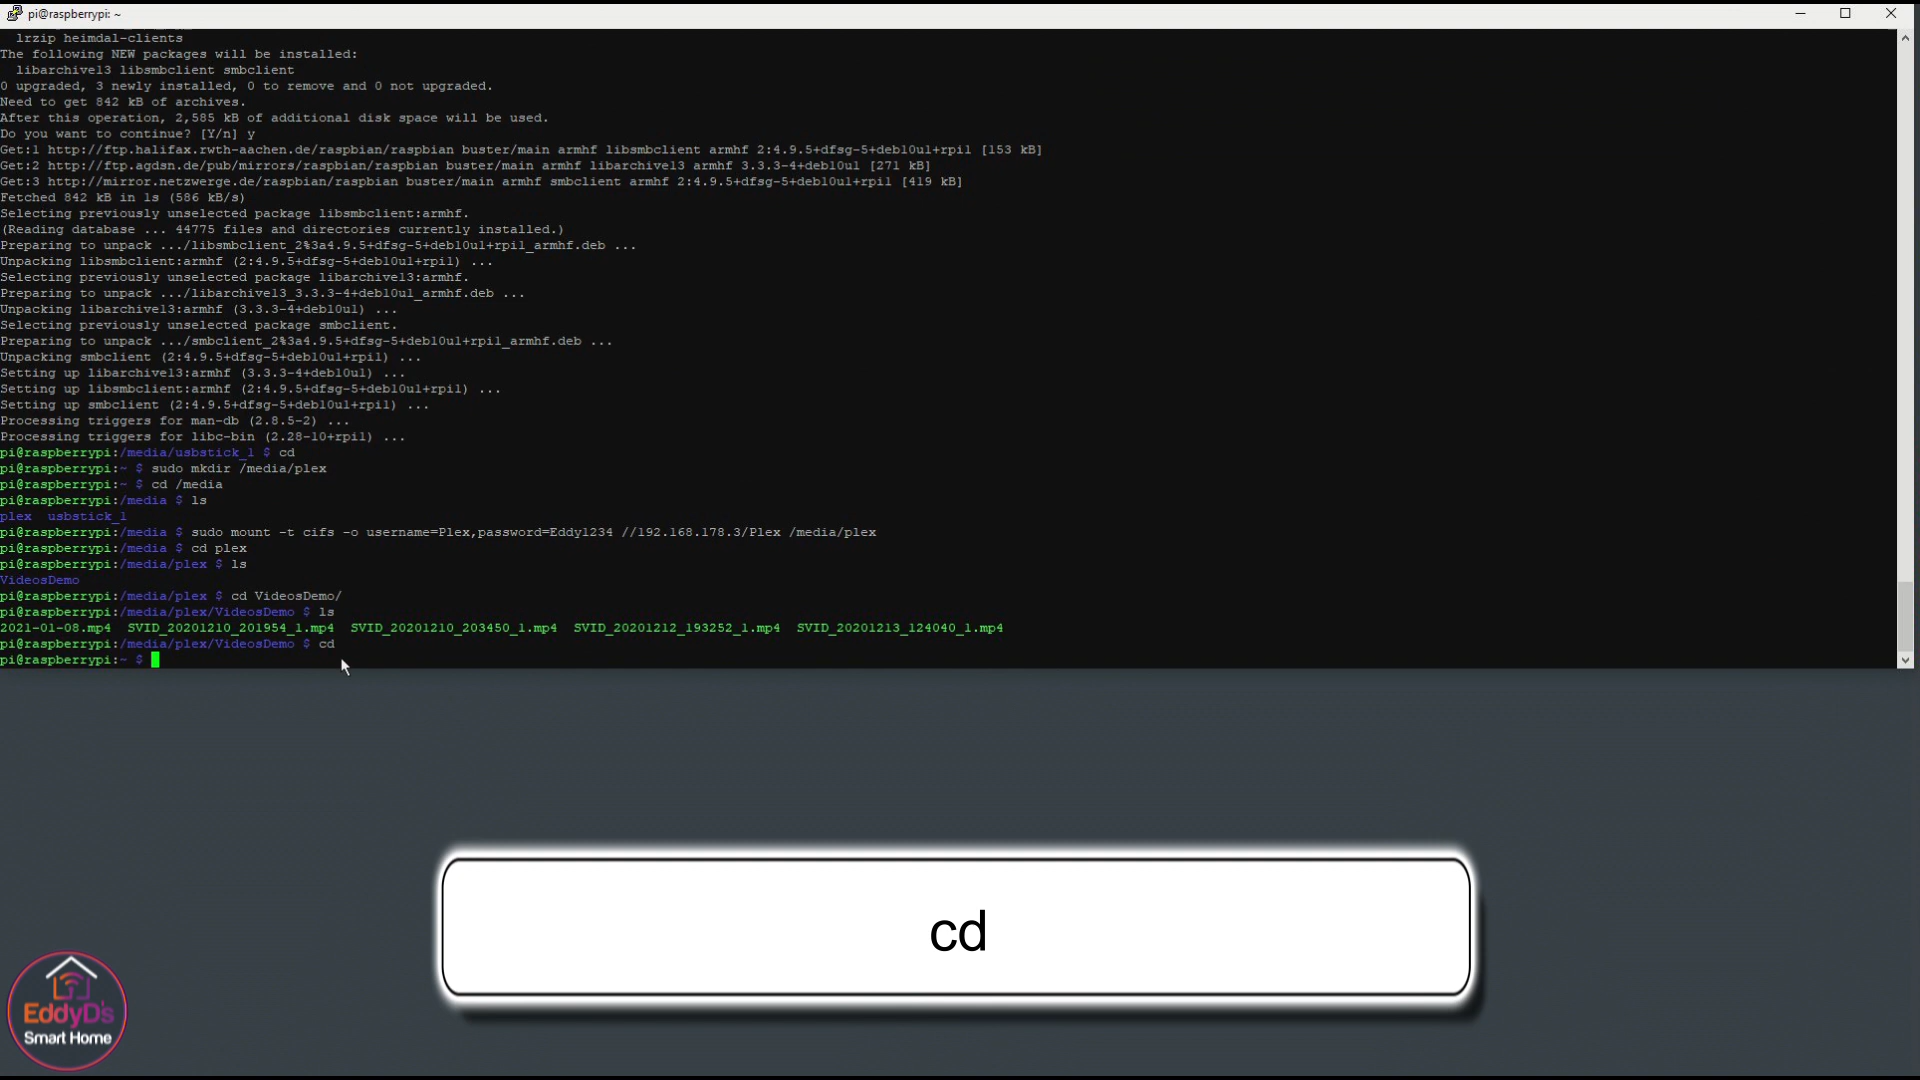 pi@raspberrypi: ~
lrzip heimdal-clients
The following NEW packages will be installed:
libarchive13 libsmbclient smbclient
0 upgraded, 3 newly installed, 0 to remove and 0 not upgraded.
Need to get 842 kB of archives.
After this operation, 2,585 kB of additional disk space will be used.
Do you want to continue? [Y/n] y
Get:1 http://ftp.halifax.rwth-aachen.de/raspbian/raspbian buster/main armhf libsmbclient armhf 2:4.9.5+dfsg-5+deb10u1+rpi1 [153 kB]
Get:2 http://ftp.agdsn.de/pub/mirrors/raspbian/raspbian buster/main armhf libarchive13 armhf 3.3.3-4+deb10u1 [271 kB]
Get:3 http://mirror.netzwerge.de/raspbian/raspbian buster/main armhf smbclient armhf 2:4.9.5+dfsg-5+deb10u1+rpi1 [419 kB]
Fetched 842 kB in 1s (586 kB/s)
Selecting previously unselected package libsmbclient:armhf.
(Reading database ... 44775 files and directories currently installed.)
Preparing to unpack .../libsmbclient_2%3a4.9.5+dfsg-5+deb10u1+rpi1_armhf.deb ...
Unpacking libsmbclient:armhf (2:4.9.5+dfsg-5+deb10u1+rpi1) ...
Selecting previously unselected package libarchive13:armhf.
Preparing to unpack .../libarchive13_3.3.3-4+deb10u1_armhf.deb ...
Unpacking libarchive13:armhf (3.3.3-4+deb10u1) ...
Selecting previously unselected package smbclient.
Preparing to unpack .../smbclient_2%3a4.9.5+dfsg-5+deb10u1+rpi1_armhf.deb ...
Unpacking smbclient (2:4.9.5+dfsg-5+deb10u1+rpi1) ...
Setting up libarchive13:armhf (3.3.3-4+deb10u1) ...
Setting up libsmbclient:armhf (2:4.9.5+dfsg-5+deb10u1+rpi1) ...
Setting up smbclient (2:4.9.5+dfsg-5+deb10u1+rpi1) ...
Processing triggers for man-db (2.8.5-2) ...
Processing triggers for libc-bin (2.28-10+rpi1) ...
pi@raspberrypi:/media/usbstick_1 $ cd
pi@raspberrypi:~ $ sudo mkdir /media/plex
pi@raspberrypi:~ $ cd /media
pi@raspberrypi:/media $ ls
plex usbstick_1
pi@raspberrypi:/media $ sudo mount -t cifs -o username=Plex,password=Eddy1234 //192.168.178.3/Plex /media/plex
pi@raspberrypi:/media $ cd plex
pi@raspberrypi:/media/plex $ ls
VideosDemo
pi@raspberrypi:/media/plex $ cd VideosDemo/
pi@raspberrypi:/media/plex/VideosDemo $ ls
2021-01-08.mp4 SVID_20201210_201954_1.mp4 SVID_20201210_203450_1.mp4 SVID_20201212_193252_1.mp4 SVID_20201213_124040_1.mp4
pi@raspberrypi:/media/plex/VideosDemo $ cd
pi@raspberrypi:~ $
cd
EddyD's
Smart Home